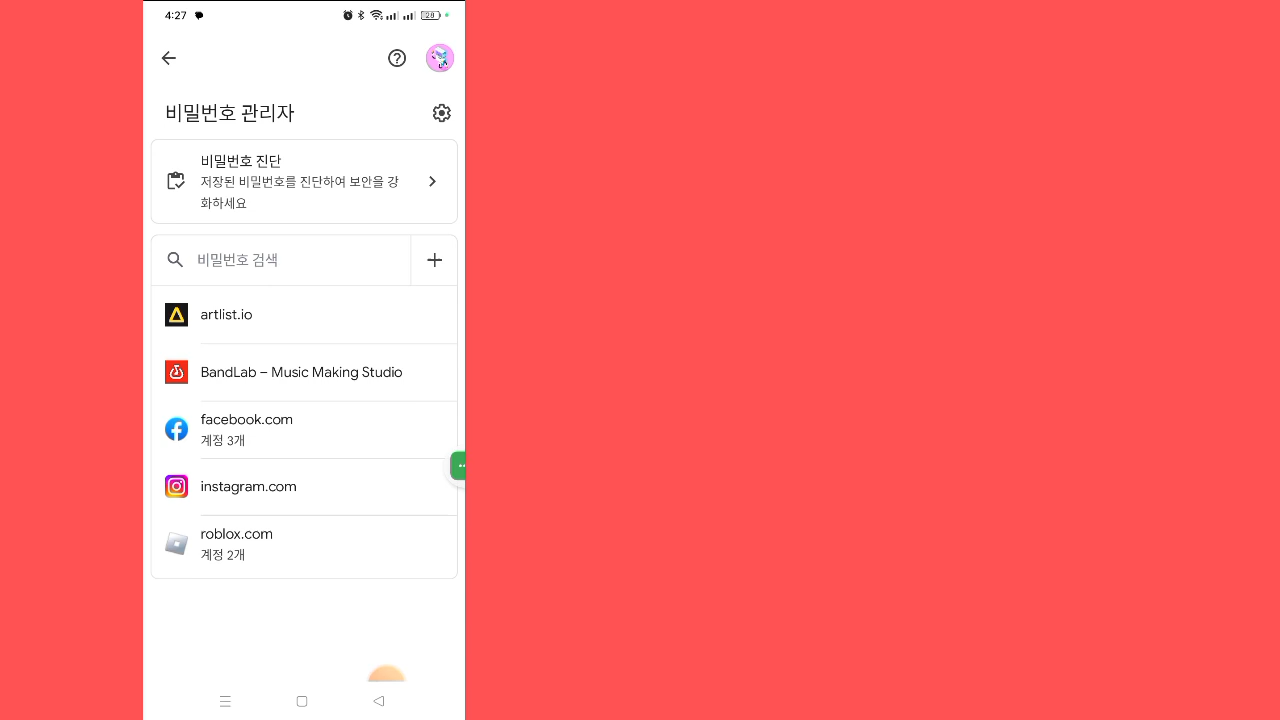 4:27
28
비밀번호 관리자
비밀번호 진단
저장된 비밀번호를 진단하여 보안을 강
화하세요
비밀번호 검색
artlist.io
BandLab – Music Making Studio
facebook.com
계정 3개
instagram.com
roblox.com
계정 2개